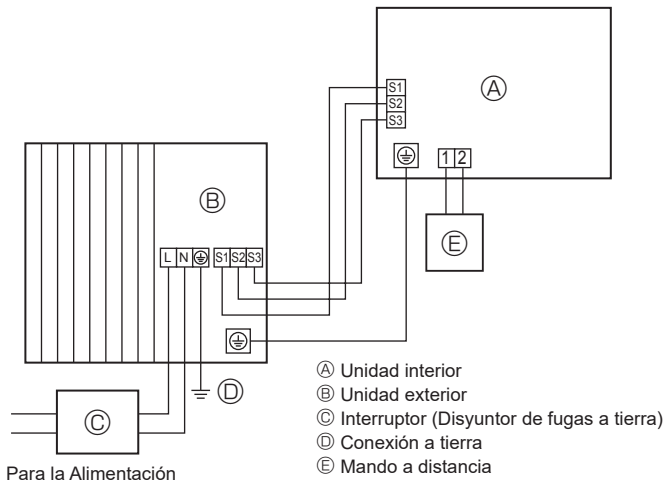 S1
S2
S3
Ⓐ
1 2
Ⓑ
Ⓔ
L N S1 S2 S3
Ⓓ
Ⓒ
Para la Alimentación
Ⓐ Unidad interior
Ⓑ Unidad exterior
Ⓒ Interruptor (Disyuntor de fugas a tierra)
Ⓓ Conexión a tierra
Ⓔ Mando a distancia